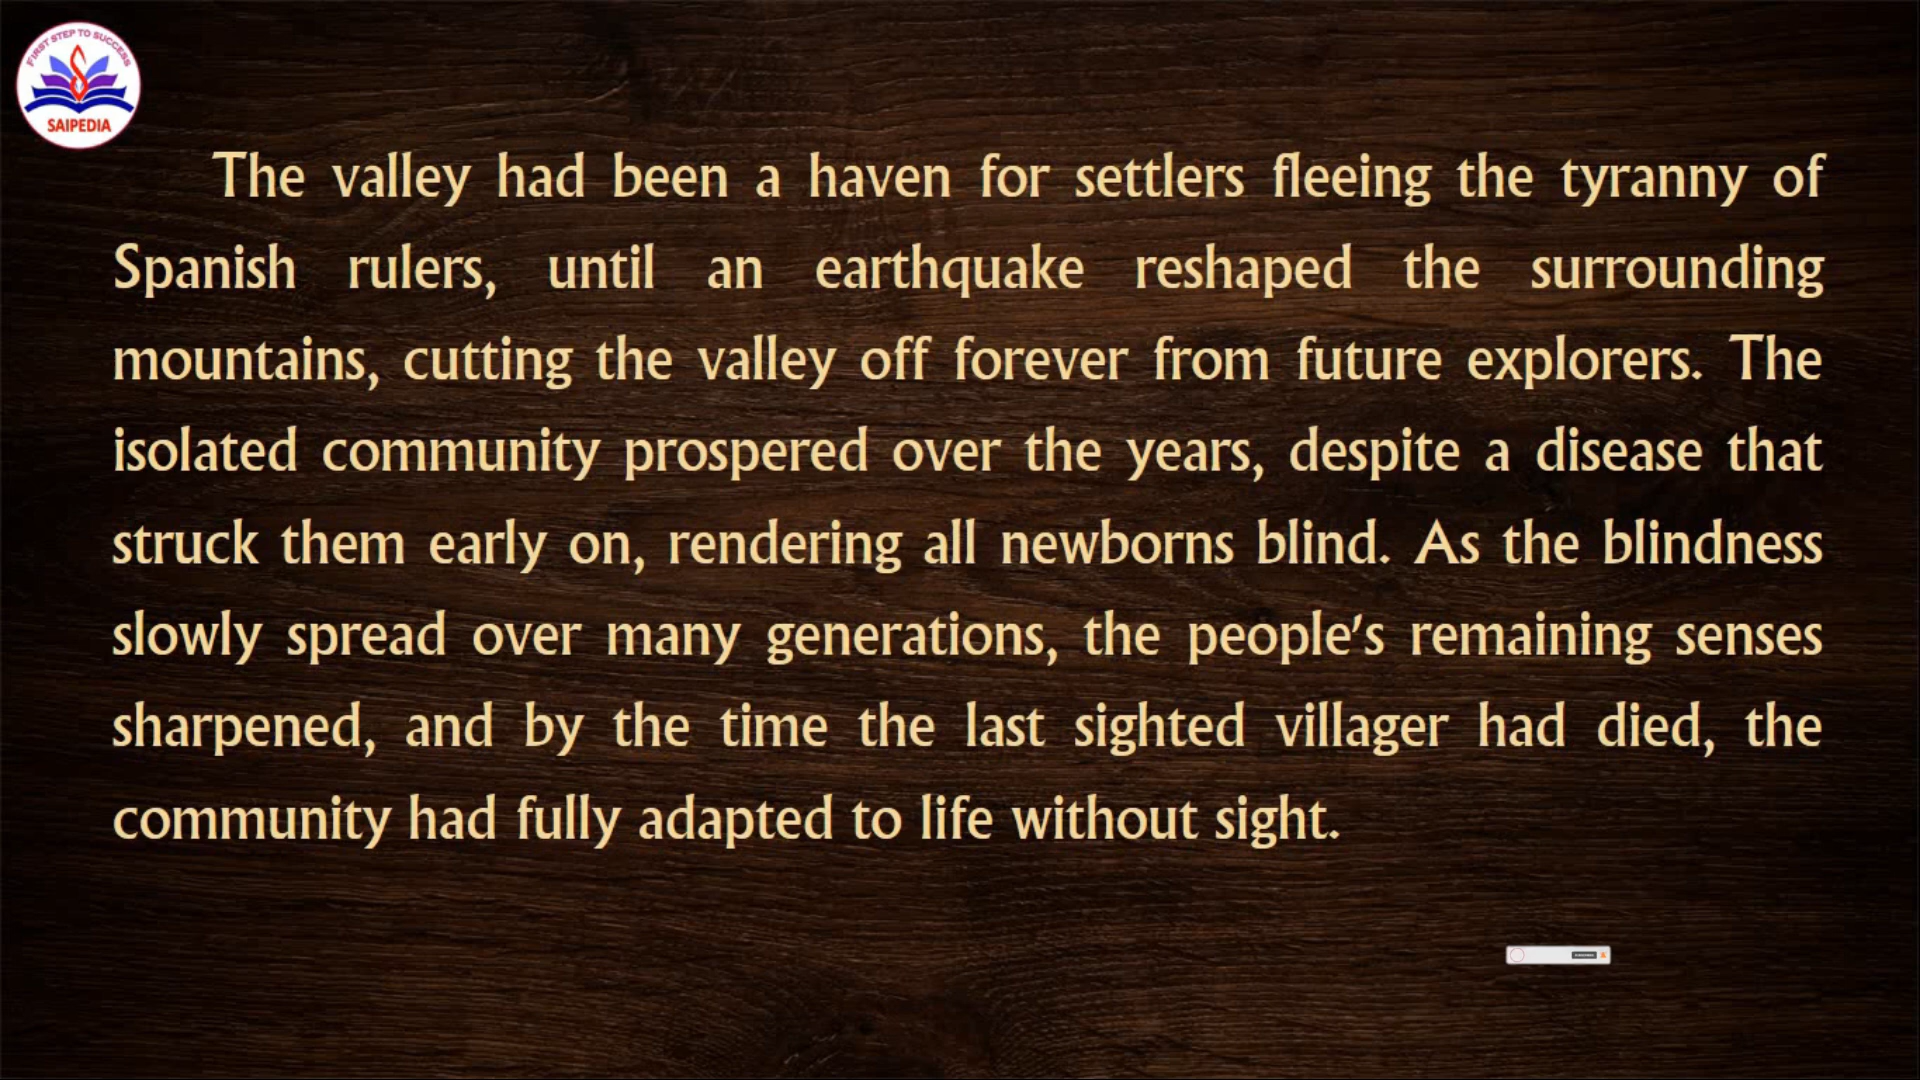 FIRST STEP TO SUCCESS
SAIPEDIA
The valley had been a haven for settlers fleeing the tyranny of
Spanish rulers, until an earthquake reshaped the surrounding
mountains, cutting the valley off forever from future explorers. The
isolated community prospered over the years, despite a disease that
struck them early on, rendering all newborns blind. As the blindness
slowly spread over many generations, the people's remaining senses
sharpened, and by the time the last sighted villager had died, the
community had fully adapted to life without sight.